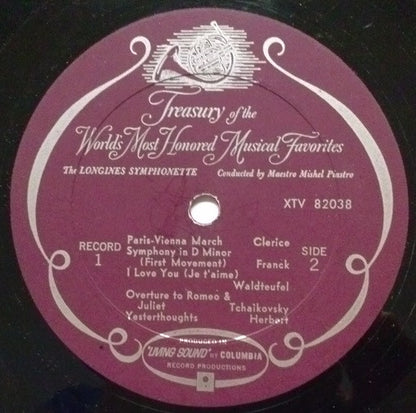 Treasury of the
World's Most Honored Musical Favorites
The LONGINES SYMPHONETTE Conducted by Maestro Mishel Piastro
XTV 82038
RECORD 1
SIDE 2
Paris-Vienna March Clerice
Symphony in D Minor
(First Movement) Franck
I Love You (Je t'aime)
Waldteufel
Overture to Romeo &
Juliet Tchaikovsky
Yesterthoughts Herbert
PRODUCED IN
"LIVING SOUND" BY COLUMBIA
RECORD PRODUCTIONS